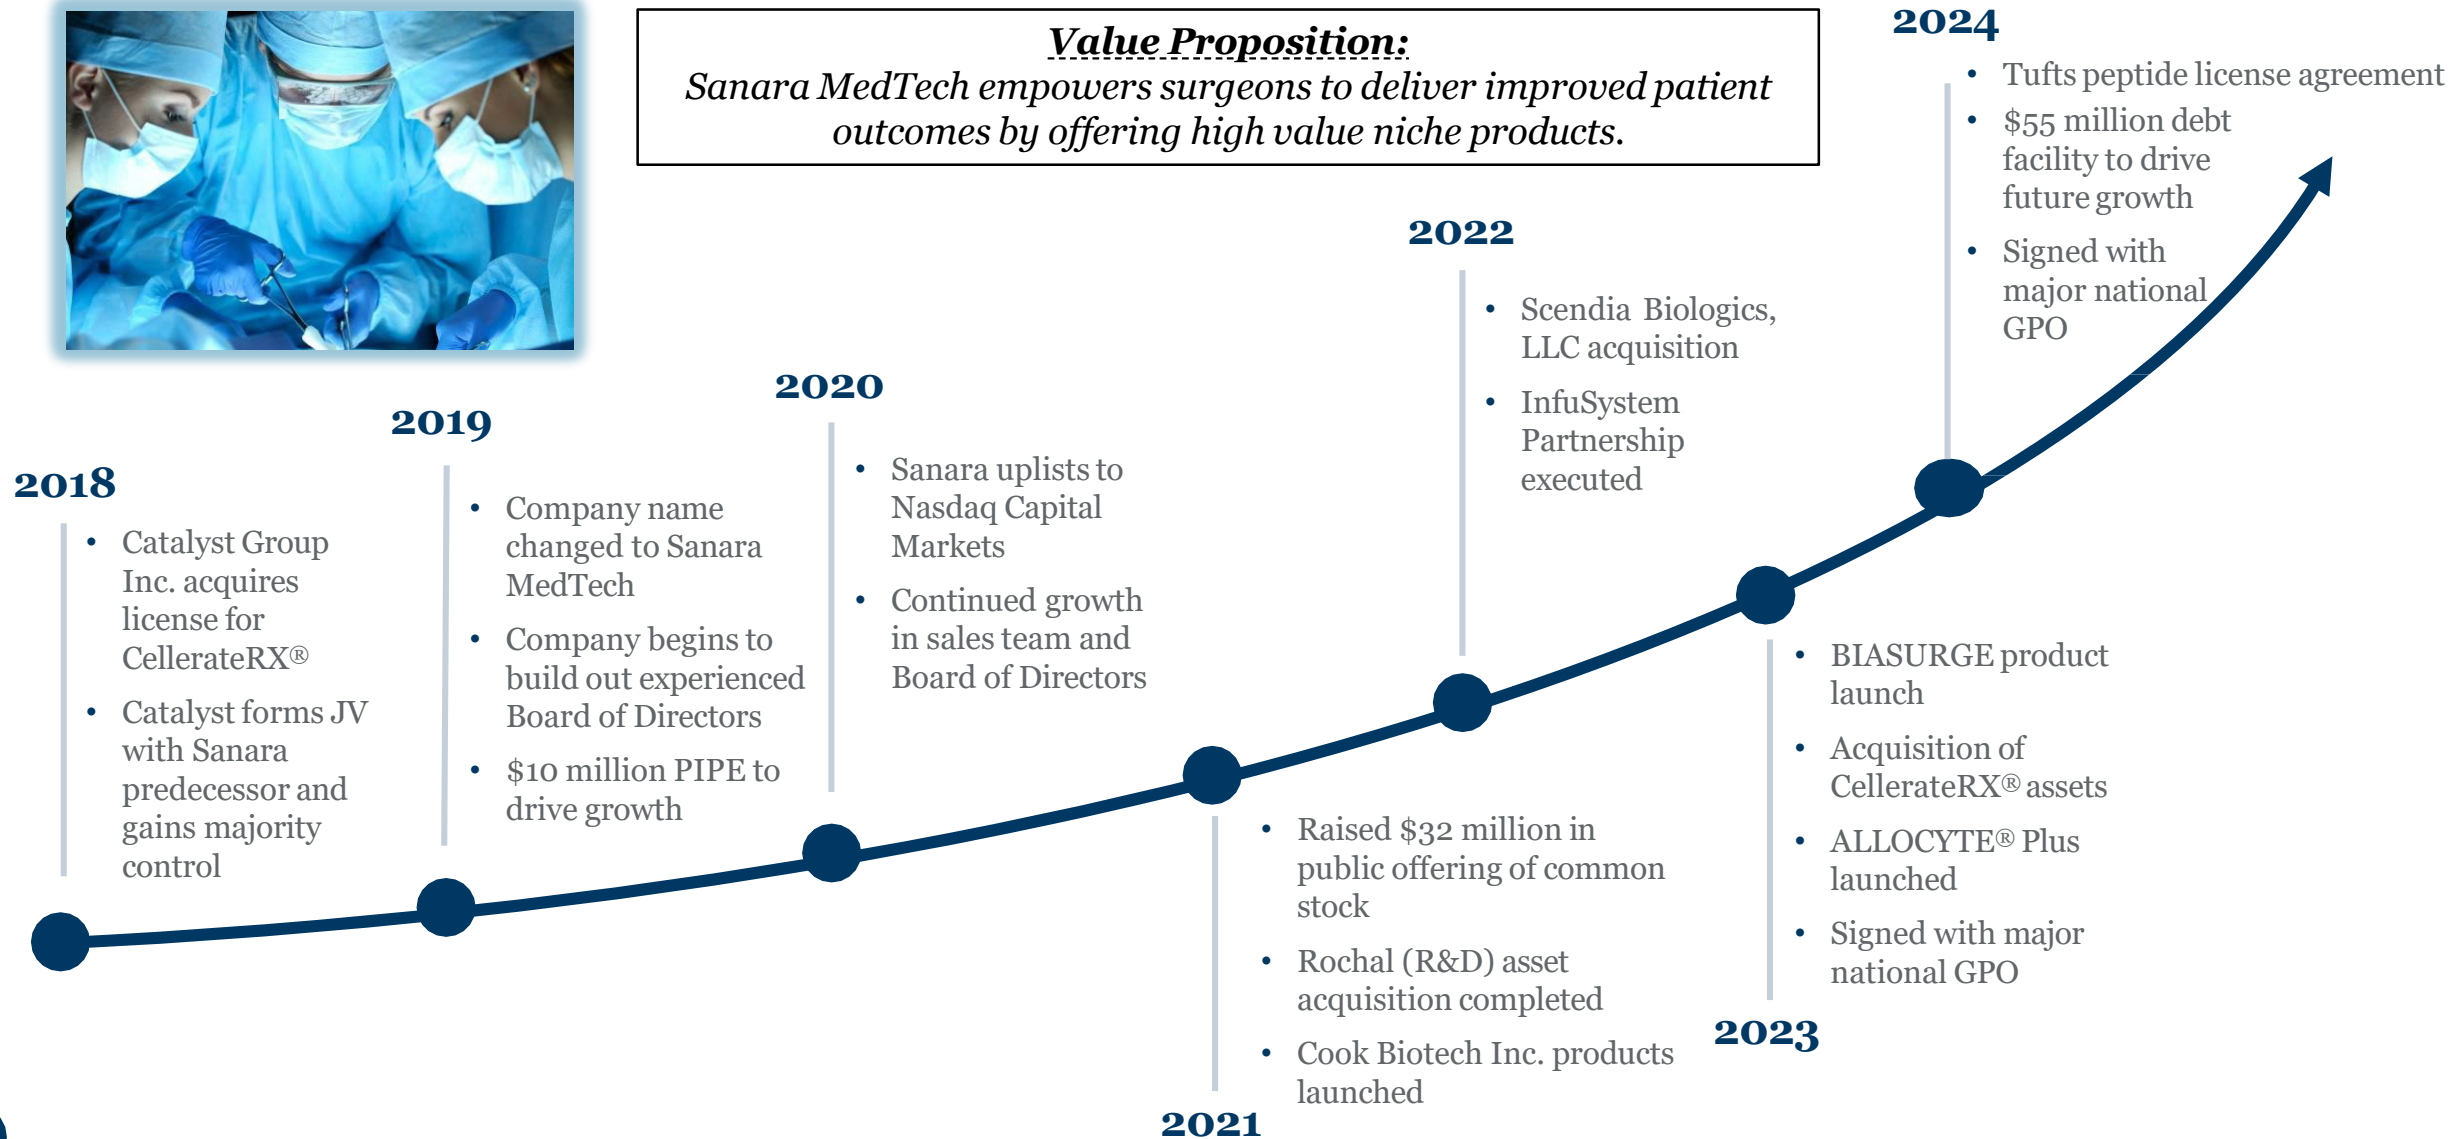 Value Proposition:
Sanara MedTech empowers surgeons to deliver improved patient
outcomes by offering high value niche products.
2018
• Catalyst Group
Inc. acquires
license for
CellerateRX®
• Catalyst forms JV
with Sanara
predecessor and
gains majority
control
2019
• Company name
changed to Sanara
MedTech
• Company begins to
build out experienced
Board of Directors
• $10 million PIPE to
drive growth
2020
• Sanara uplists to
Nasdaq Capital
Markets
• Continued growth
in sales team and
Board of Directors
• Raised $32 million in
public offering of common
stock
• Rochal (R&D) asset
acquisition completed
• Cook Biotech Inc. products
launched
2021
2022
• Scendia Biologics,
LLC acquisition
• InfuSystem
Partnership
executed
• BIASURGE product
launch
• Acquisition of
CellerateRX® assets
• ALLOCYTE® Plus
launched
• Signed with major
national GPO
2023
2024
• Tufts peptide license agreement
• $55 million debt
facility to drive
future growth
• Signed with
major national
GPO